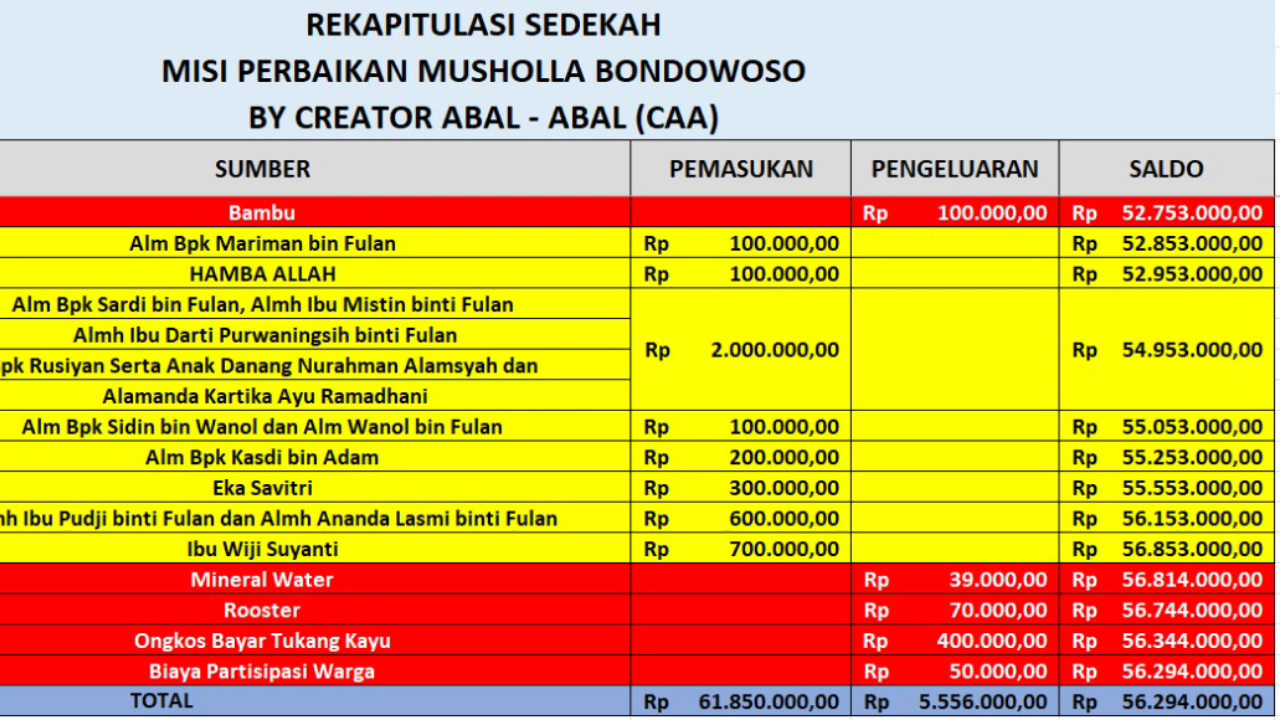 REKAPITULASI SEDEKAH
MISI PERBAIKAN MUSHOLLA BONDOWOSO
BY CREATOR ABAL - ABAL (CAA)
SUMBER PEMASUKAN PENGELUARAN SALDO
Bambu Rp 100.000,00 Rp 52.753.000,00
Alm Bpk Mariman bin Fulan Rp 100.000,00 Rp 52.853.000,00
HAMBA ALLAH Rp 100.000,00 Rp 52.953.000,00
Alm Bpk Sardi bin Fulan, Almh Ibu Mistin binti Fulan
Almh Ibu Darti Purwaningsih binti Fulan
Rusiyan Serta Anak Danang Nurahman Alamsyah dan
Alamanda Kartika Ayu Ramadhani
Rp 2.000.000,00 Rp 54.953.000,00
Alm Bpk Sidin bin Wanol dan Alm Wanol bin Fulan Rp 100.000,00 Rp 55.053.000,00
Alm Bpk Kasdi bin Adam Rp 200.000,00 Rp 55.253.000,00
Eka Savitri Rp 300.000,00 Rp 55.553.000,00
Ibu Pudji binti Fulan dan Almh Ananda Lasmi binti Fulan Rp 600.000,00 Rp 56.153.000,00
Ibu Wiji Suyanti Rp 700.000,00 Rp 56.853.000,00
Mineral Water Rp 39.000,00 Rp 56.814.000,00
Rooster Rp 70.000,00 Rp 56.744.000,00
Ongkos Bayar Tukang Kayu Rp 400.000,00 Rp 56.344.000,00
Biaya Partisipasi Warga Rp 50.000,00 Rp 56.294.000,00
TOTAL Rp 61.850.000,00 Rp 5.556.000,00 Rp 56.294.000,00